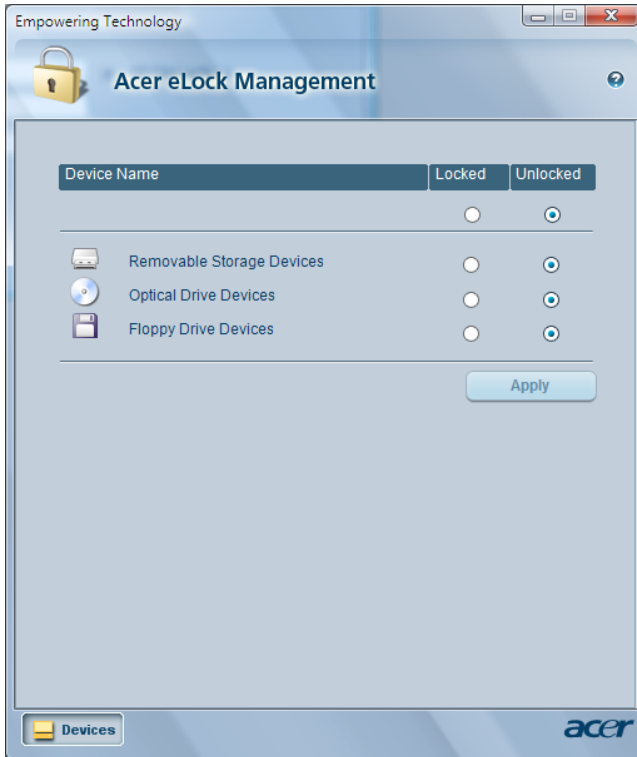 Empowering Technology
Acer eLock Management
Device Name Locked Unlocked
Removable Storage Devices
Optical Drive Devices
Floppy Drive Devices
Apply
Devices
acer